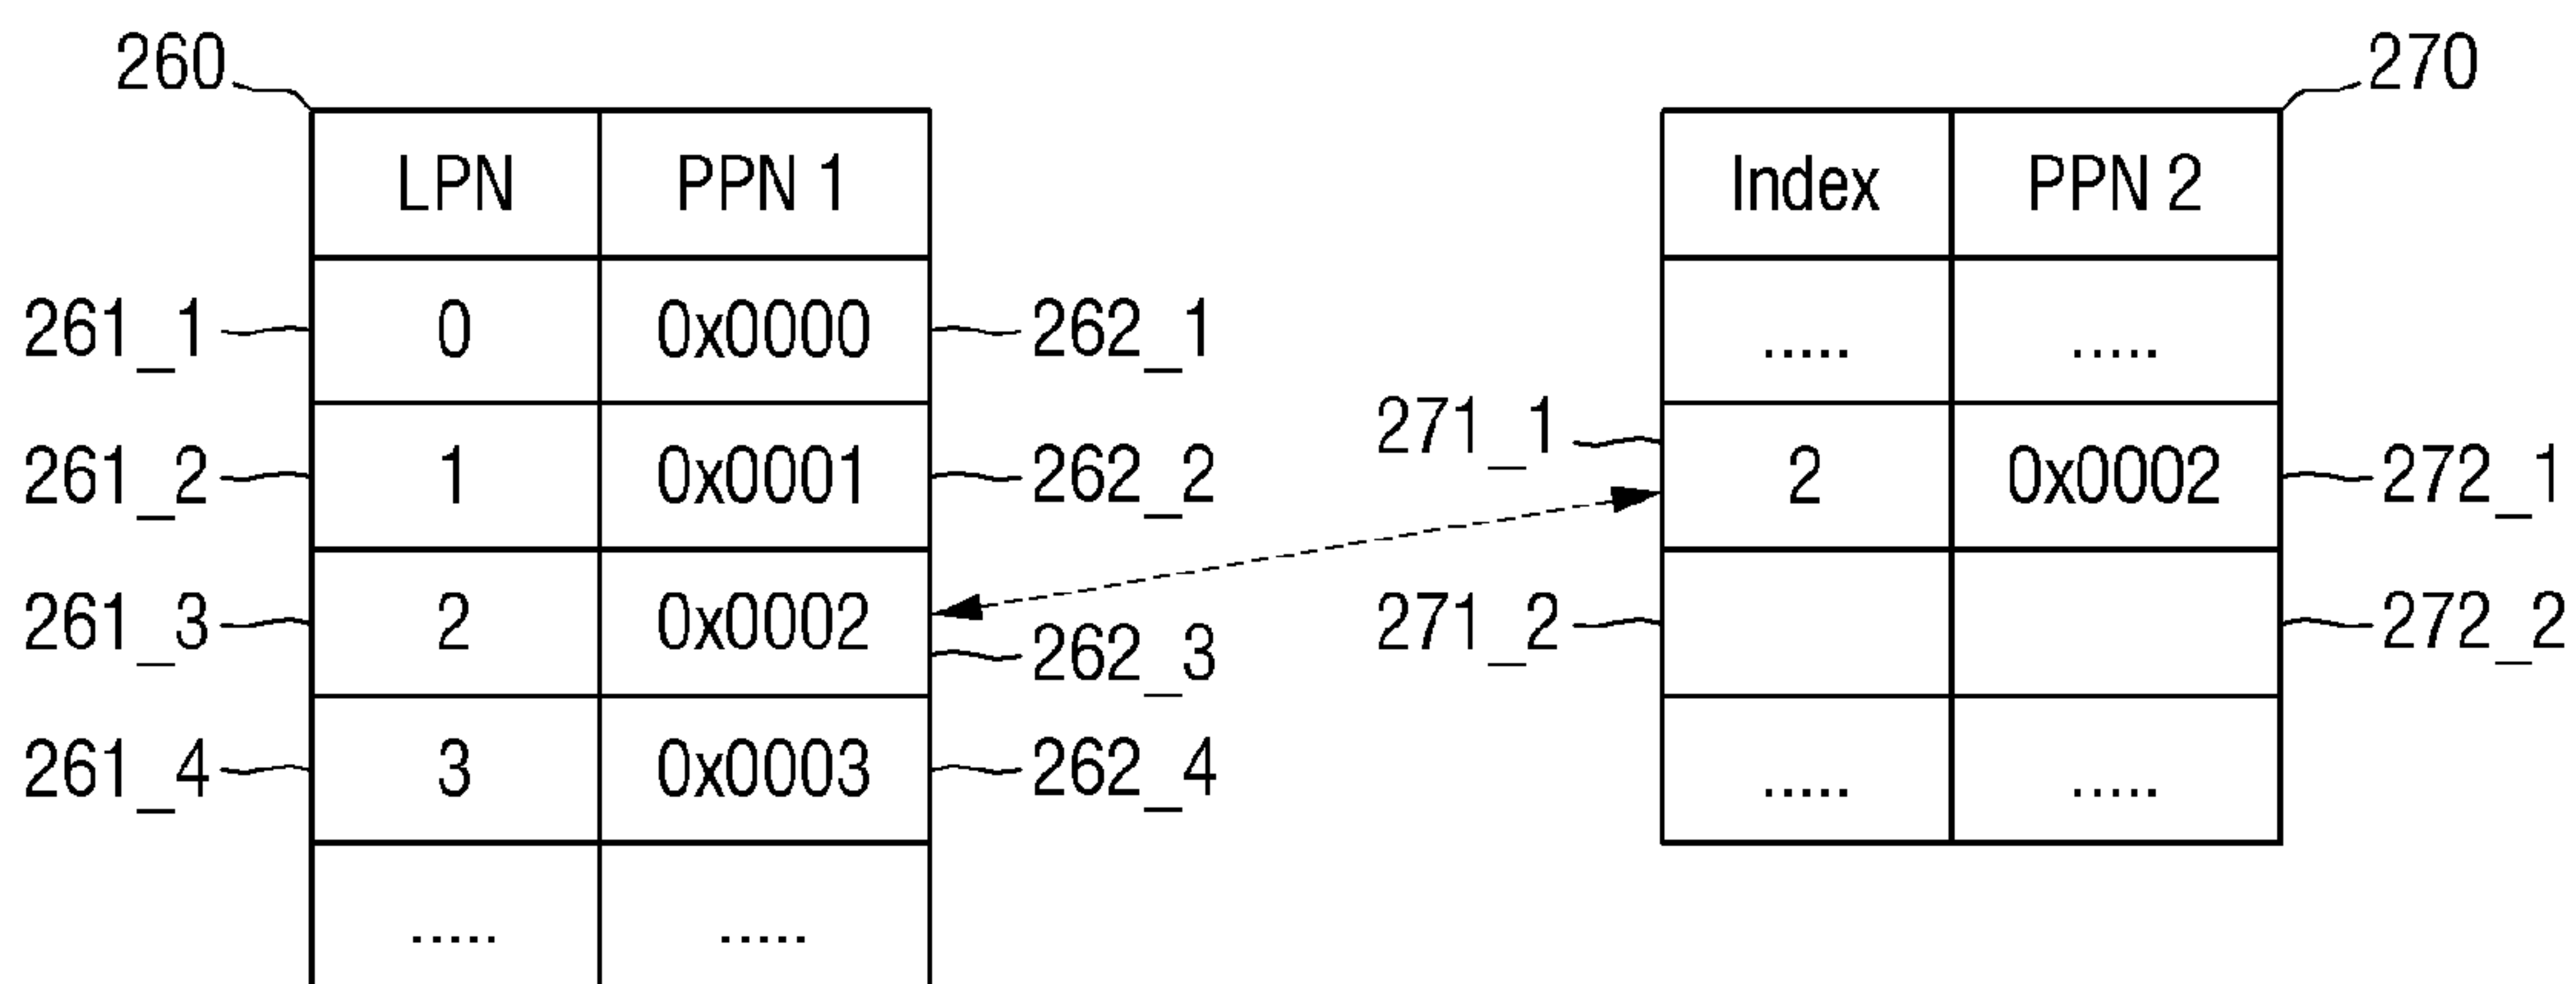 260 270
LPN PPN 1 Index PPN 2
261_1 0 0x0000 262_1 ..... .....
271_1
261_2 1 0x0001 262_2 2 0x0002 272_1
261_3 2 0x0002 262_3 271_2 272_2
261_4 3 0x0003 262_4 ..... .....
..... .....